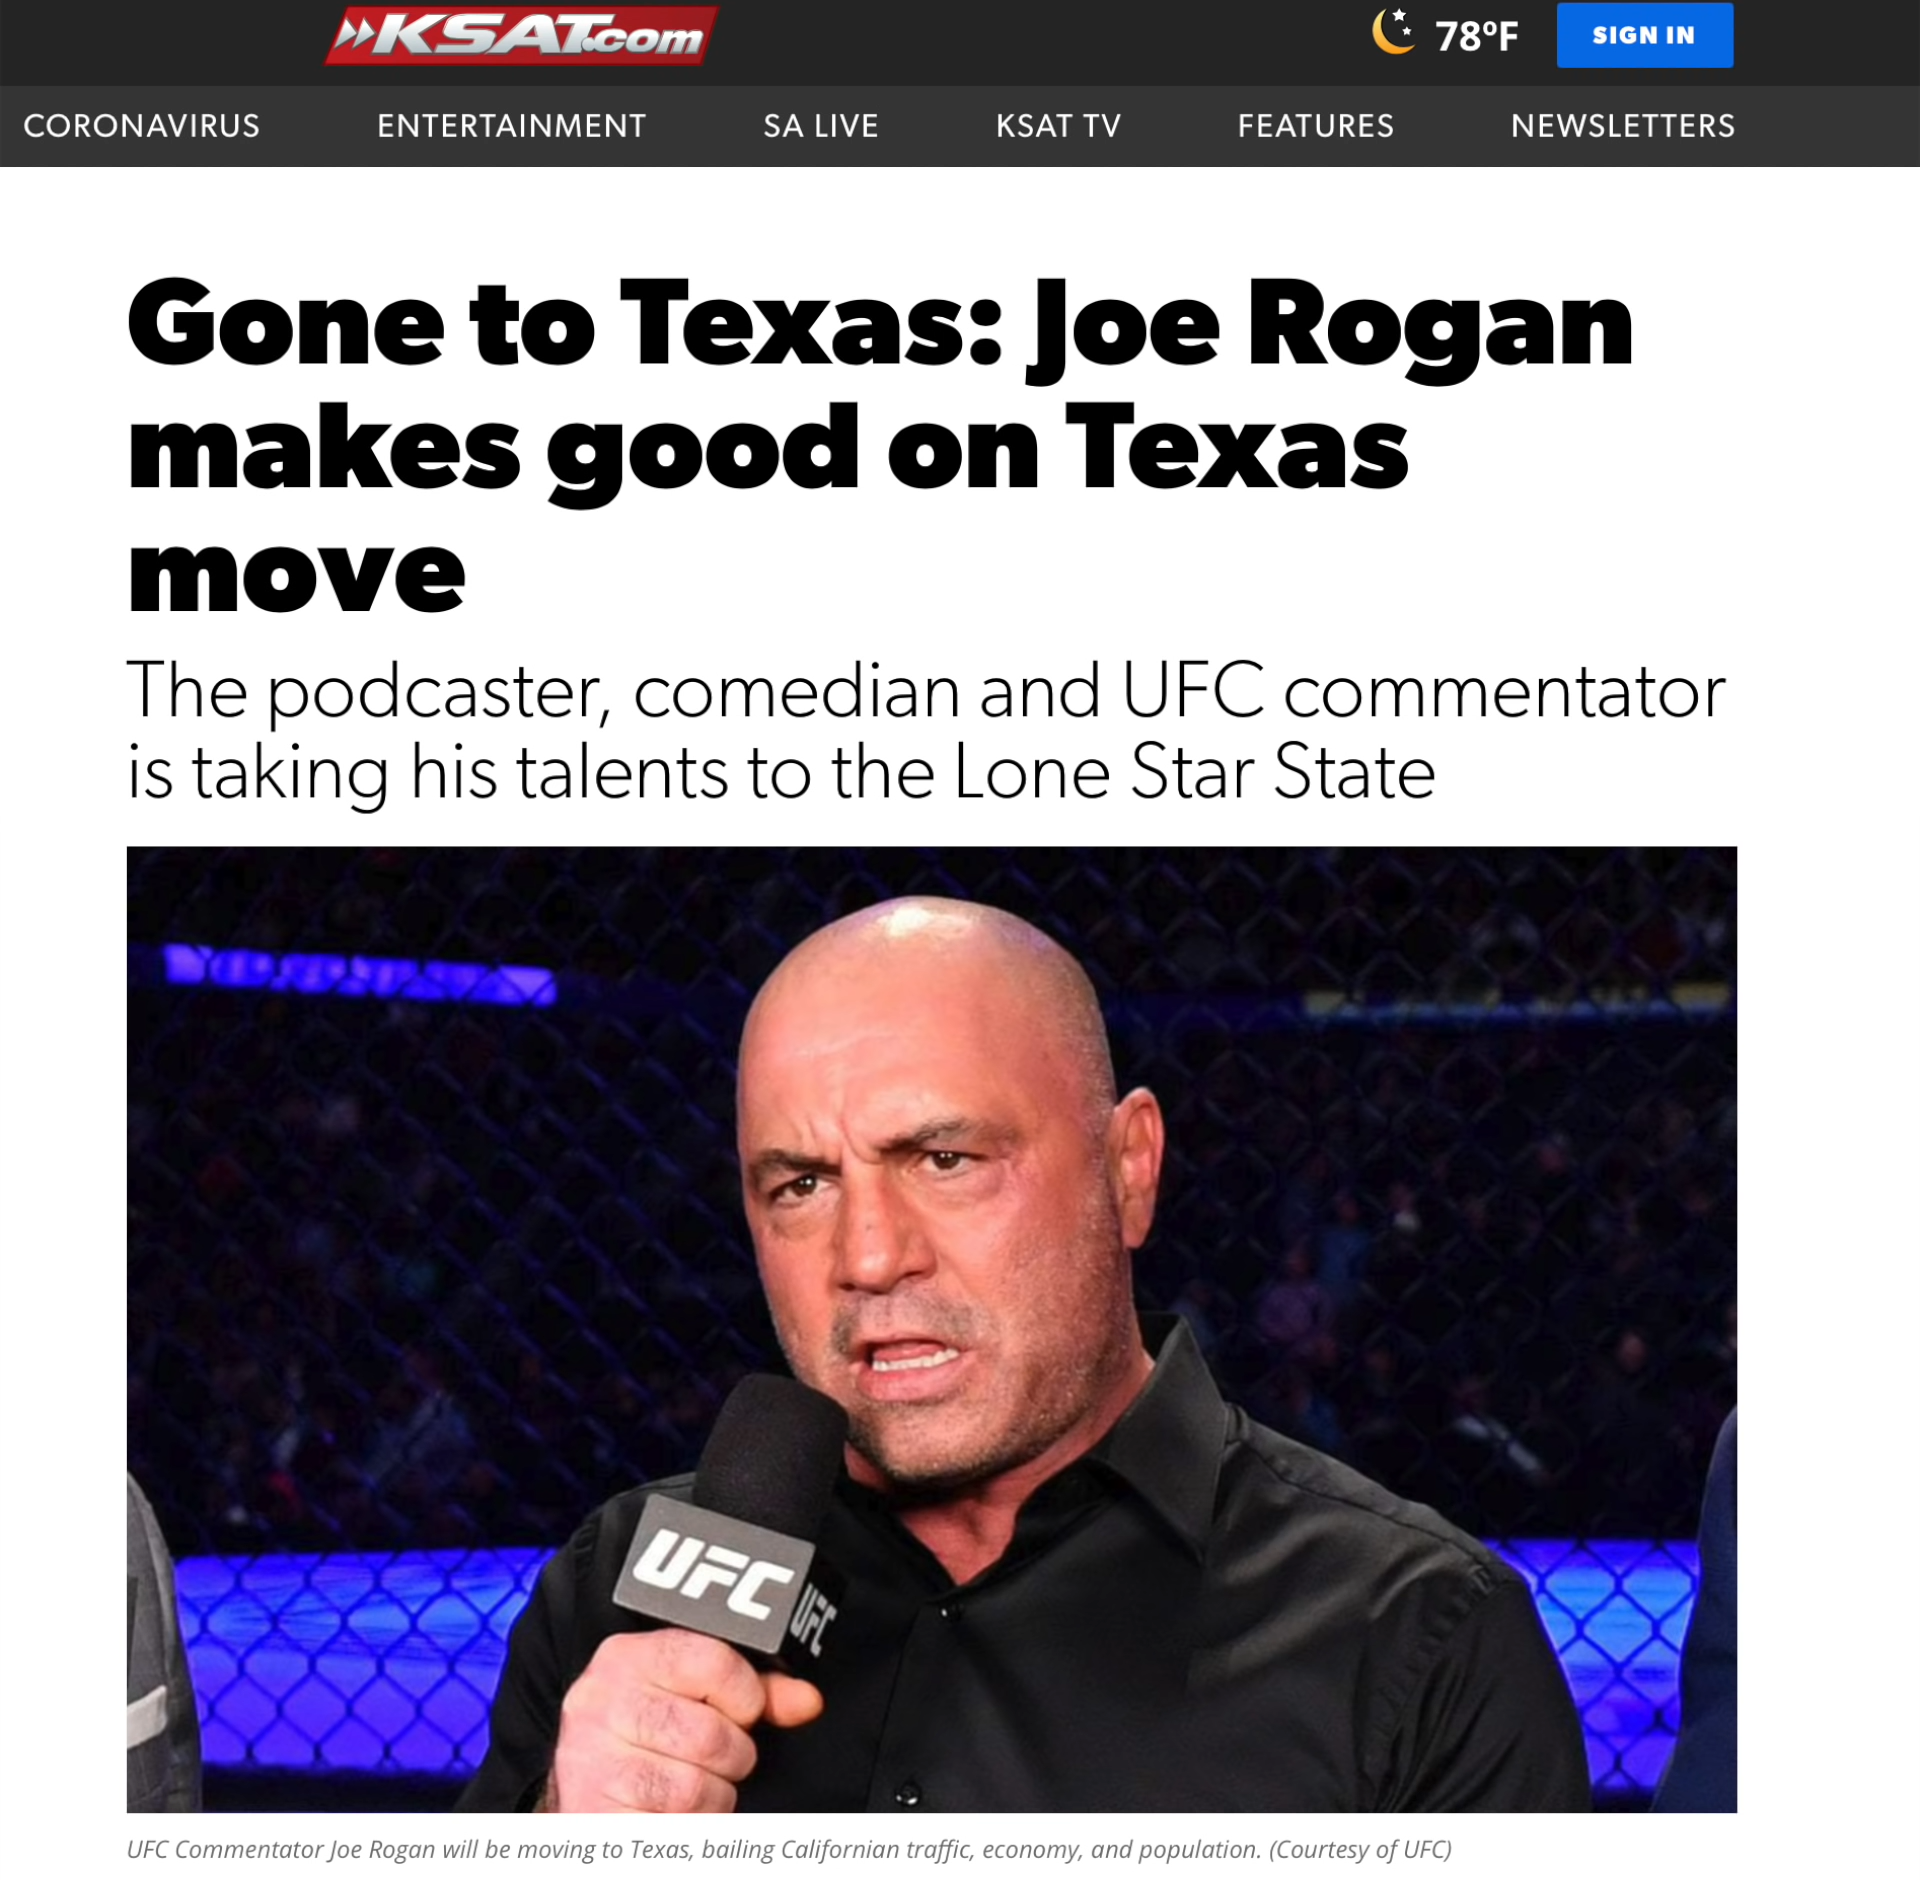 KSAT.com
78°F
SIGN IN
CORONAVIRUS ENTERTAINMENT SA LIVE KSAT TV FEATURES NEWSLETTERS
Gone to Texas: Joe Rogan
makes good on Texas
move
The podcaster, comedian and UFC commentator
is taking his talents to the Lone Star State
UFC
UFC
UFC Commentator Joe Rogan will be moving to Texas, bailing Californian traffic, economy, and population. (Courtesy of UFC)